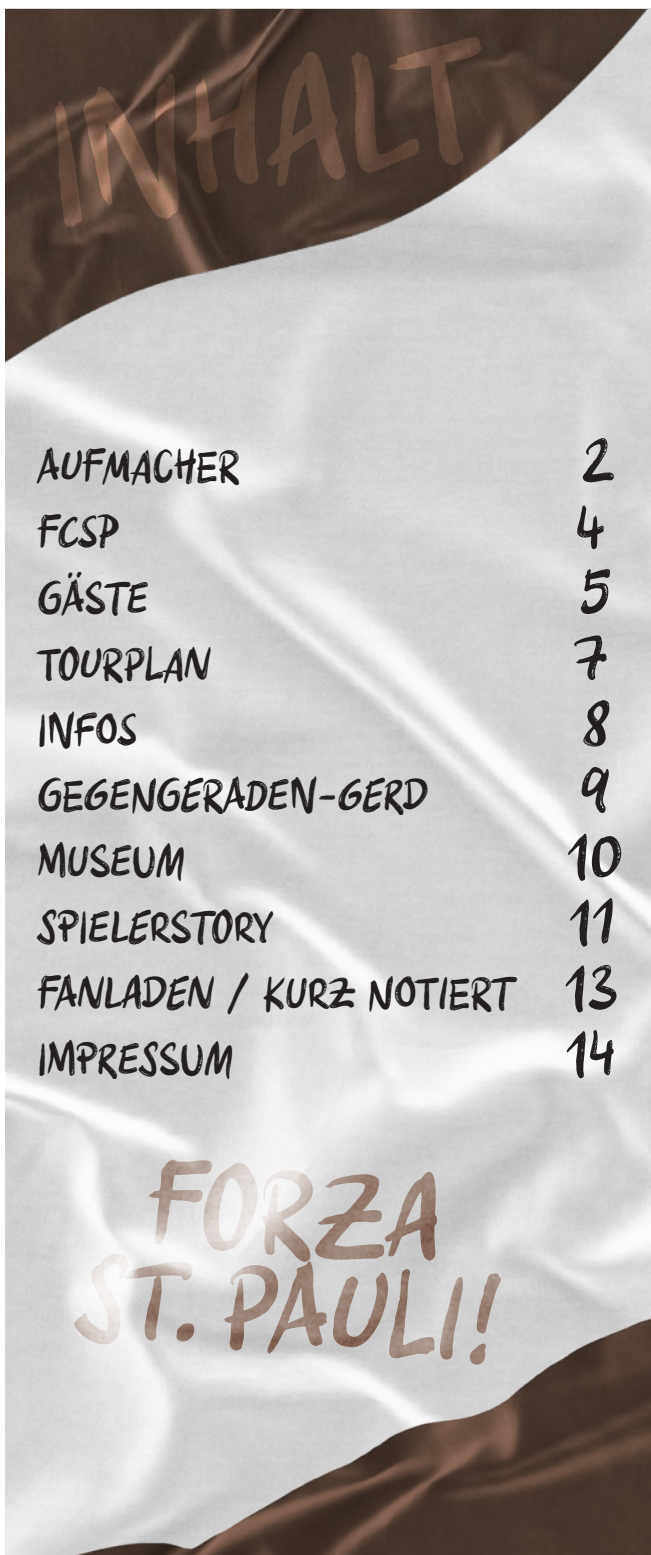 INHALT
AUFMACHER 2
FCSP 4
GÄSTE 5
TOURPLAN 7
INFOS 8
GEGENGERADEN-GERD 9
MUSEUM 10
SPIELERSTORY 11
FANLADEN / KURZ NOTIERT 13
IMPRESSUM 14
FORZA
ST. PAULI!